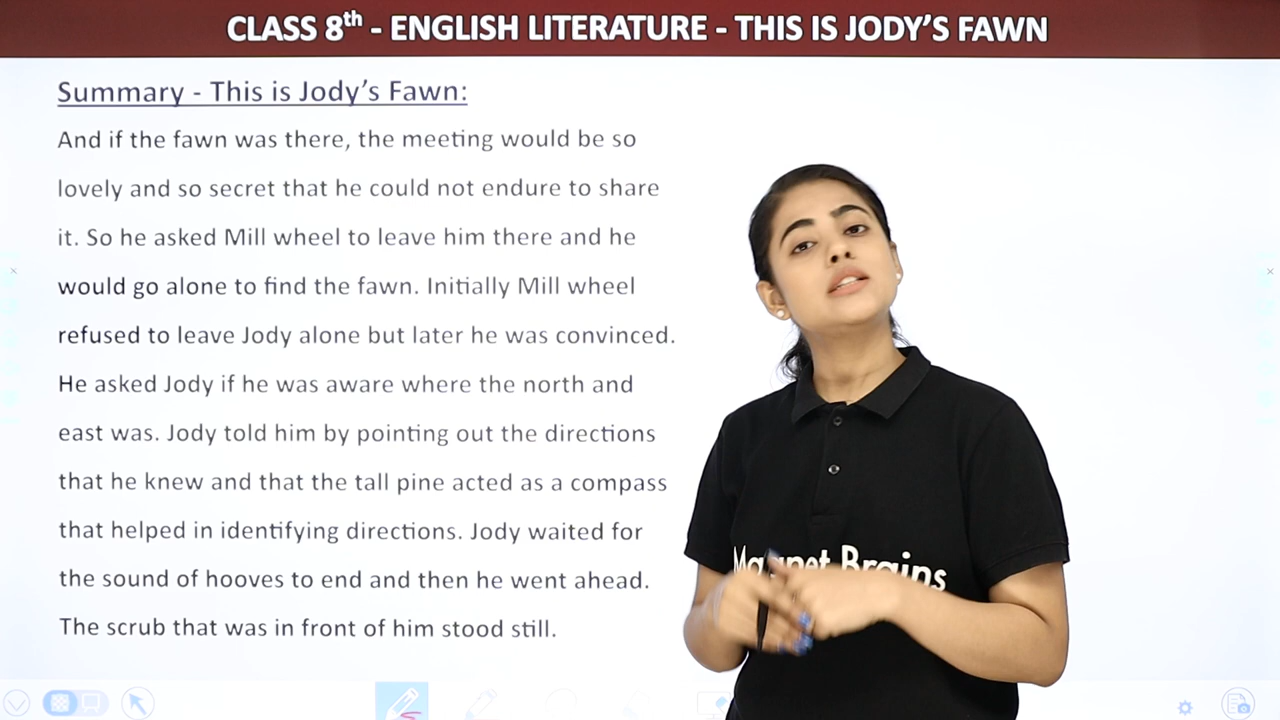 CLASS 8th - ENGLISH LITERATURE - THIS IS JODY'S FAWN
Summary - This is Jody's Fawn:
And if the fawn was there, the meeting would be so
lovely and so secret that he could not endure to share
it. So he asked Mill wheel to leave him there and he
would go alone to find the fawn. Initially Mill wheel
refused to leave Jody alone but later he was convinced.
He asked Jody if he was aware where the north and
east was. Jody told him by pointing out the directions
that he knew and that the tall pine acted as a compass
that helped in identifying directions. Jody waited for
the sound of hooves to end and then he went ahead.
The scrub that was in front of him stood still.
Magnet Brains